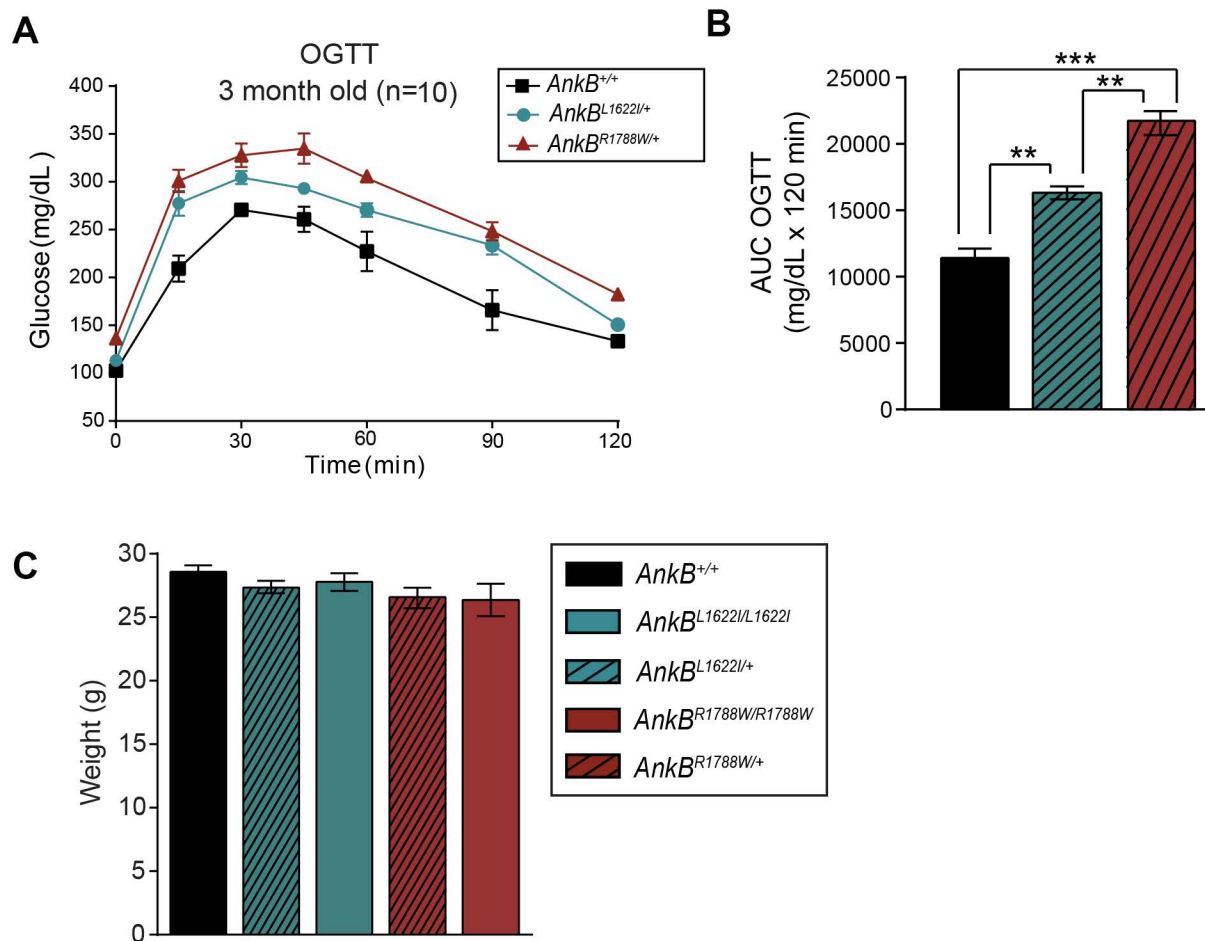 A
OGTT
3 month old (n=10)
AnkB+/+
AnkBL1622I/+
AnkBR1788W/+
400
350
300
250
200
150
100
50
Glucose (mg/dL)
0
30
60
90
120
Time (min)
B
***
**
**
25000
20000
15000
10000
5000
0
AUC OGTT
(mg/dL x 120 min)
C
30
25
20
15
10
5
0
Weight (g)
AnkB+/+
AnkBL1622I/L1622I
AnkBL1622I/+
AnkBR1788W/R1788W
AnkBR1788W/+